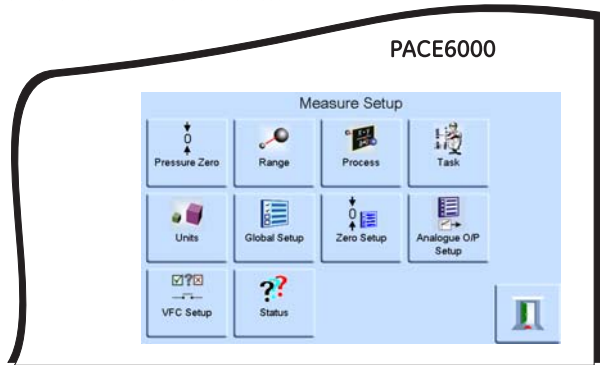 PACE6000
Measure Setup
Pressure Zero
Range
Process
Task
Units
Global Setup
Zero Setup
Analogue O/P
Setup
VFC Setup
Status